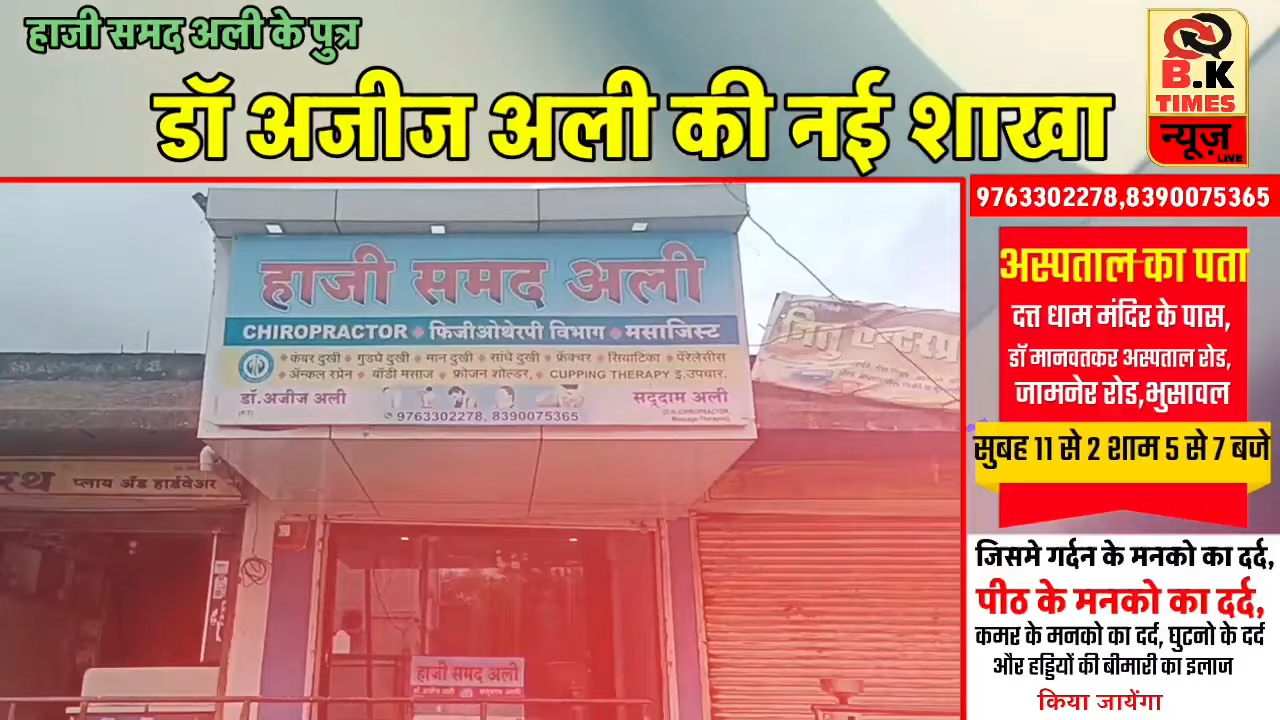 हाजी समद अली के पुत्र
डॉ अजीज अली की नई शाखा
B.K
TIMES
न्यूज़
LIVE
9763302278,8390075365
अस्पताल का पता
दत्त धाम मंदिर के पास,
डॉ मानवतकर अस्पताल रोड,
जामनेर रोड,भुसावल
सुबह 11 से 2 शाम 5 से 7 बजे
जिसमे गर्दन के मनको का दर्द,
पीठ के मनको का दर्द,
कमर के मनको का दर्द, घुटनो के दर्द
और हड्डियों की बीमारी का इलाज
किया जायेंगा
हाजी समद अली
CHIROPRACTOR फिजीओथेरपी विभाग मसाजिस्ट
कंबर दुखी गुडघे दुखी मान दुखी सांधे दुखी फ्रॅक्चर सियाटिका पॅरेलेसीस
ॲन्कल स्प्रेन बॉडी मसाज फ्रोजन शोल्डर, CUPPING THERAPY इ.उपचार.
डॉ.अजीज अली
सद्दाम अली
9763302278, 8390075365
प्लाय अँड हार्डवेअर
हाजी समद अली